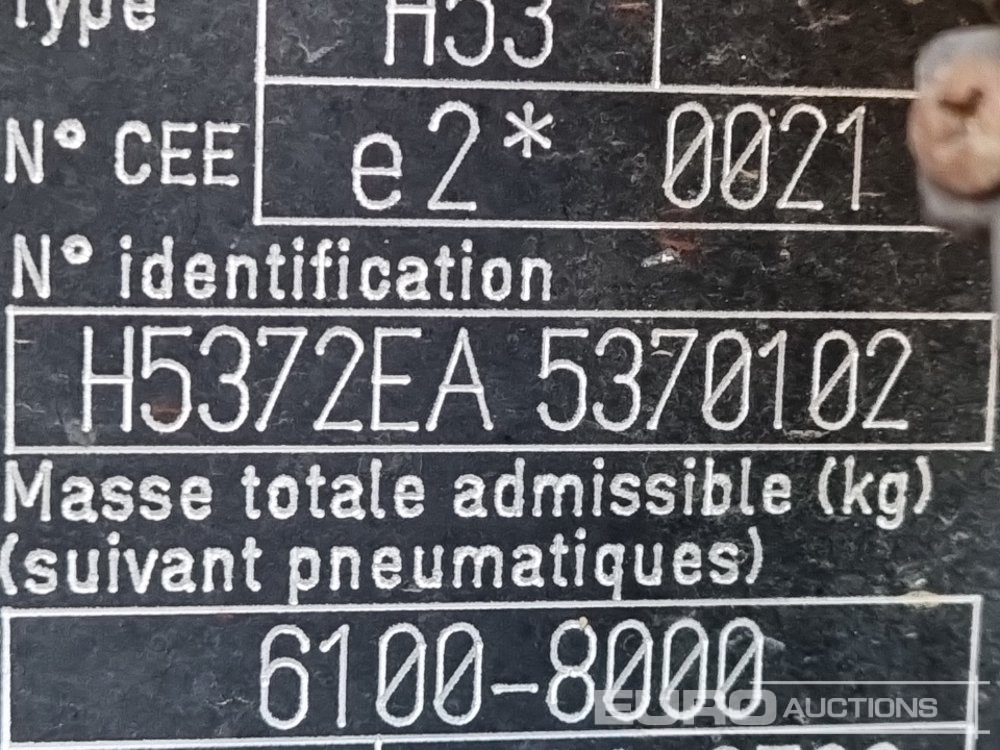 Type H53
N° CEE e2* 0021
N° identification
H5372EA 5370102
Masse totale admissible (kg)
(suivant pneumatiques)
6100-8000
EURO AUCTIONS